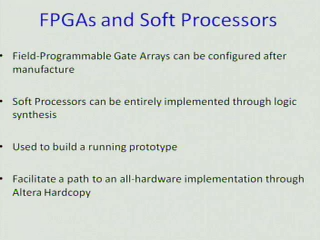 FPGAs and Soft Processors
• Field-Programmable Gate Arrays can be configured after
manufacture
• Soft Processors can be entirely implemented through logic
synthesis
• Used to build a running prototype
• Facilitate a path to an all-hardware implementation through
Altera Hardcopy